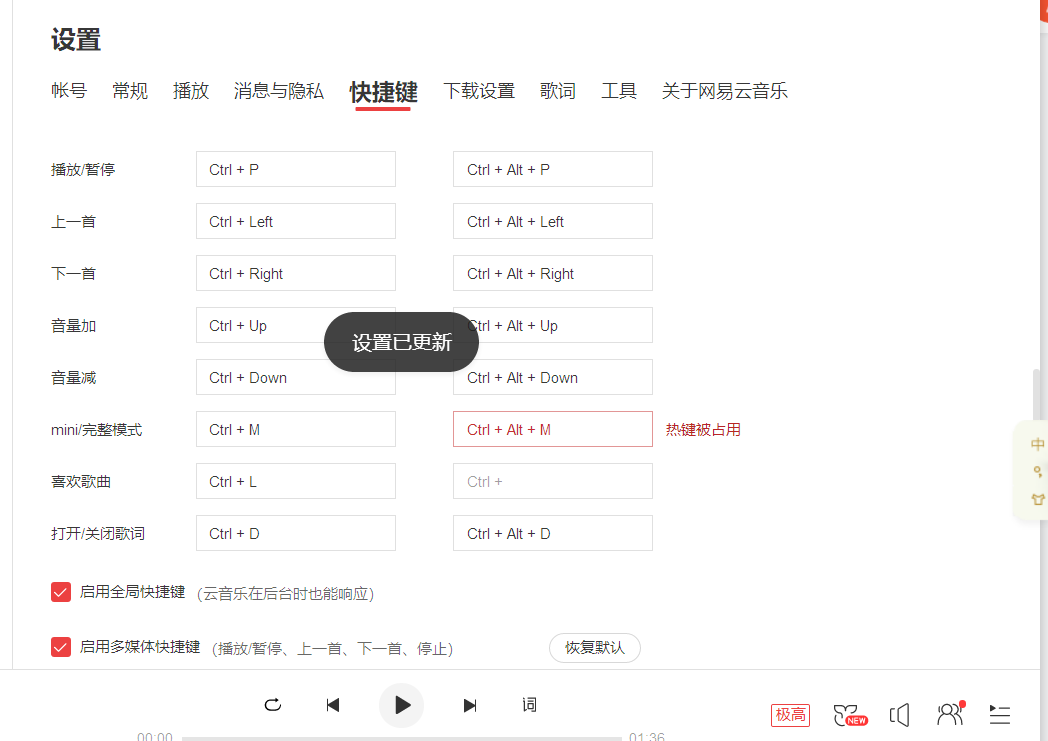 设置
帐号 常规 播放 消息与隐私 快捷键 下载设置 歌词 工具 关于网易云音乐
播放/暂停 Ctrl + P Ctrl + Alt + P
上一首 Ctrl + Left Ctrl + Alt + Left
下一首 Ctrl + Right Ctrl + Alt + Right
音量加 Ctrl + Up Ctrl + Alt + Up
设置已更新
音量减 Ctrl + Down Ctrl + Alt + Down
mini/完整模式 Ctrl + M Ctrl + Alt + M 热键被占用
喜欢歌曲 Ctrl + L Ctrl +
打开/关闭歌词 Ctrl + D Ctrl + Alt + D
启用全局快捷键 (云音乐在后台时也能响应)
启用多媒体快捷键 (播放/暂停、上一首、下一首、停止) 恢复默认
词
极高 NEW
00:00 01:36
中